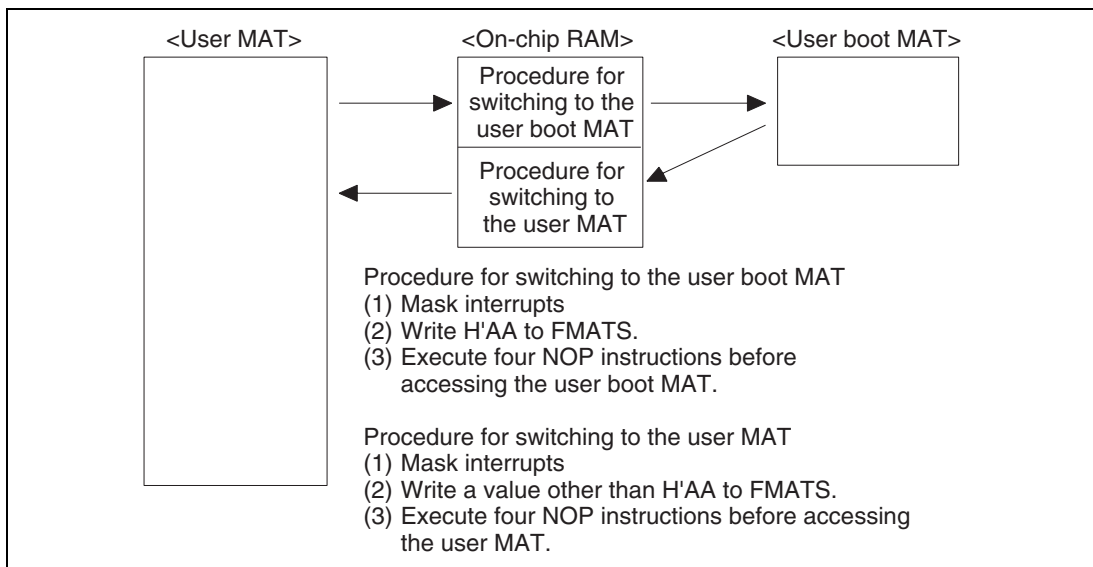 <User MAT>
<On-chip RAM>
<User boot MAT>
Procedure for
switching to the
user boot MAT
Procedure for
switching to
the user MAT
Procedure for switching to the user boot MAT
(1) Mask interrupts
(2) Write H'AA to FMATS.
(3) Execute four NOP instructions before
accessing the user boot MAT.
Procedure for switching to the user MAT
(1) Mask interrupts
(2) Write a value other than H'AA to FMATS.
(3) Execute four NOP instructions before accessing
the user MAT.